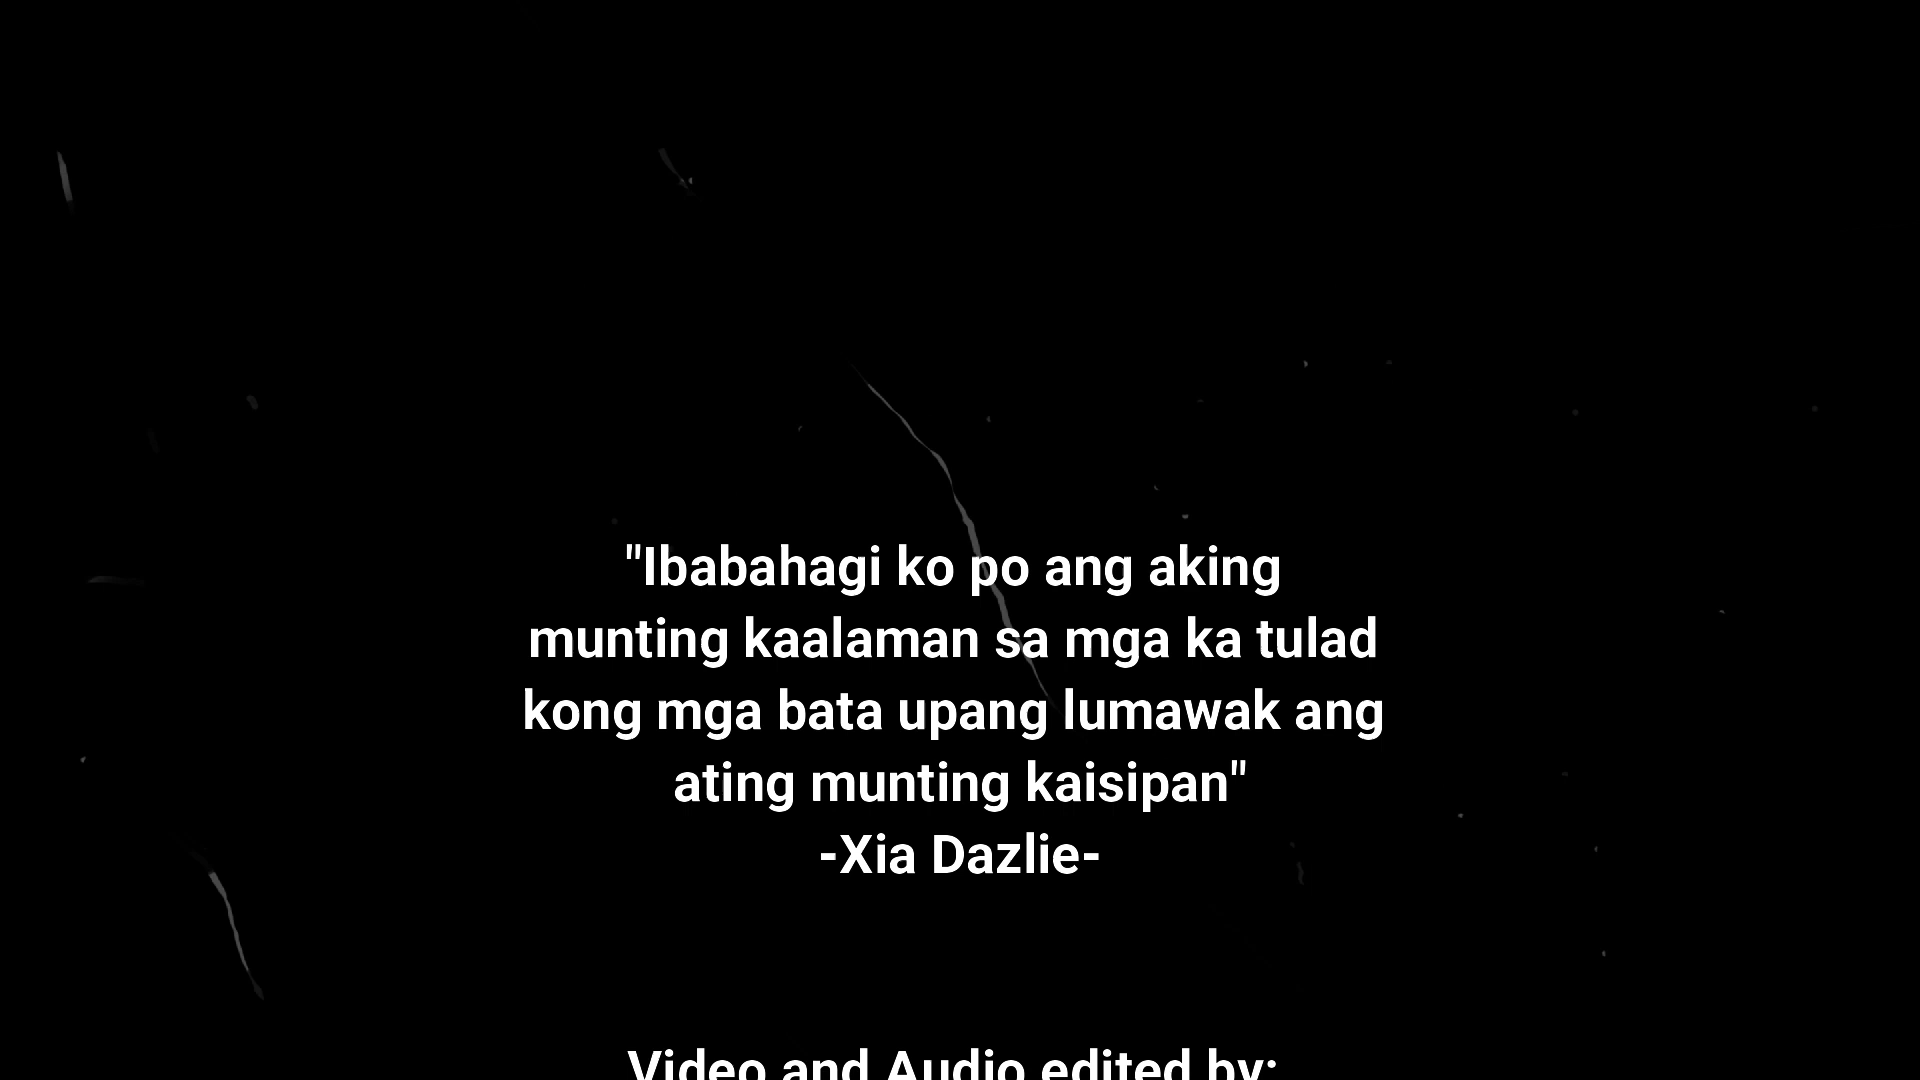 "Ibabahagi ko po ang aking
munting kaalaman sa mga ka tulad
kong mga bata upang lumawak ang
ating munting kaisipan"
-Xia Dazlie-
Video and Audio edited by: